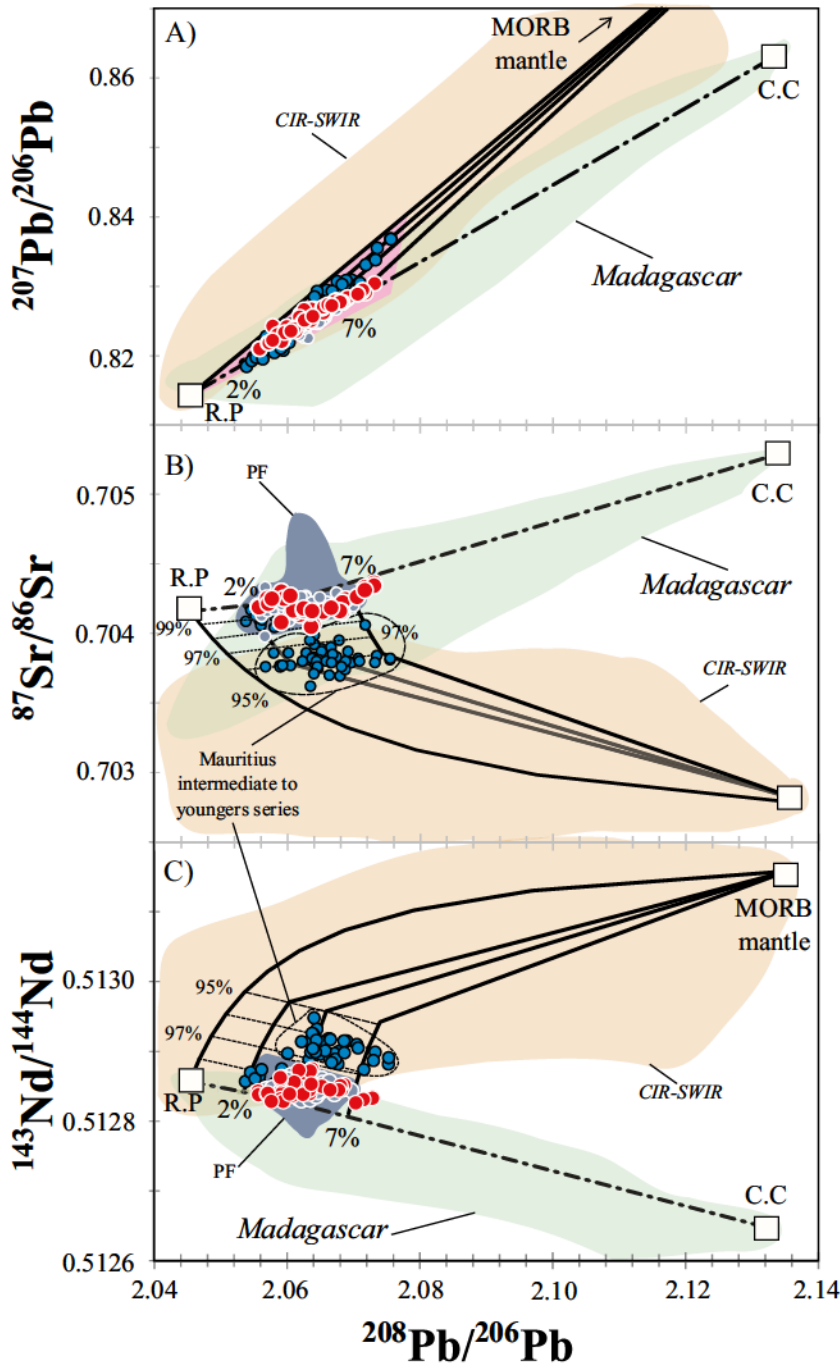 A)
MORB
mantle
C.C
CIR-SWIR
Madagascar
7%
2%
R.P
0.86
0.84
0.82
207Pb/206Pb
B)
PF
C.C
R.P
2%
7%
Madagascar
99%
97%
97%
95%
CIR-SWIR
Mauritius
intermediate to
youngers series
0.705
0.704
0.703
87Sr/86Sr
C)
MORB
mantle
95%
97%
R.P
2%
7%
PF
CIR-SWIR
C.C
Madagascar
0.5130
0.5128
0.5126
143Nd/144Nd
2.04 2.06 2.08 2.10 2.12 2.14
208Pb/206Pb